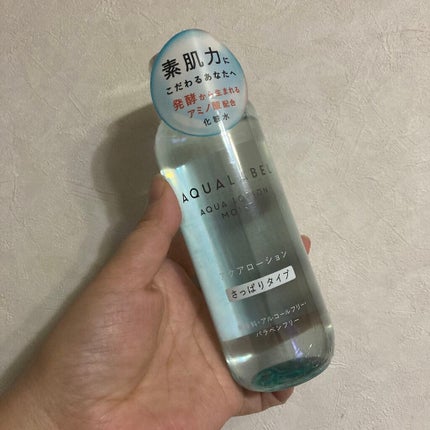 素肌力に
こだわるあなたへ
発酵から生まれる
アミノ酸配合
化粧水
AQUALABEL
AQUA LOTION
アクアローション
さっぱりタイプ
アルコールフリー・
パラベンフリー